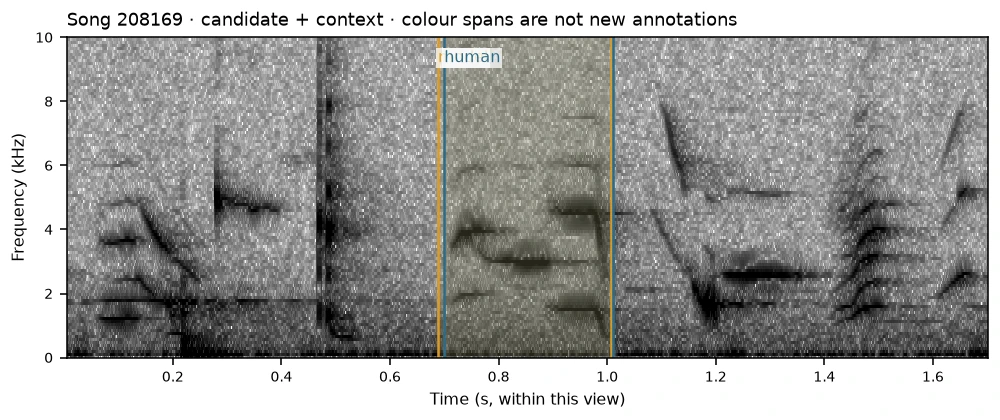 Song 208169 · candidate + context · colour spans are not new annotations
10
8
6
4
2
0
Frequency (kHz)
human
0.2 0.4 0.6 0.8 1.0 1.2 1.4 1.6
Time (s, within this view)